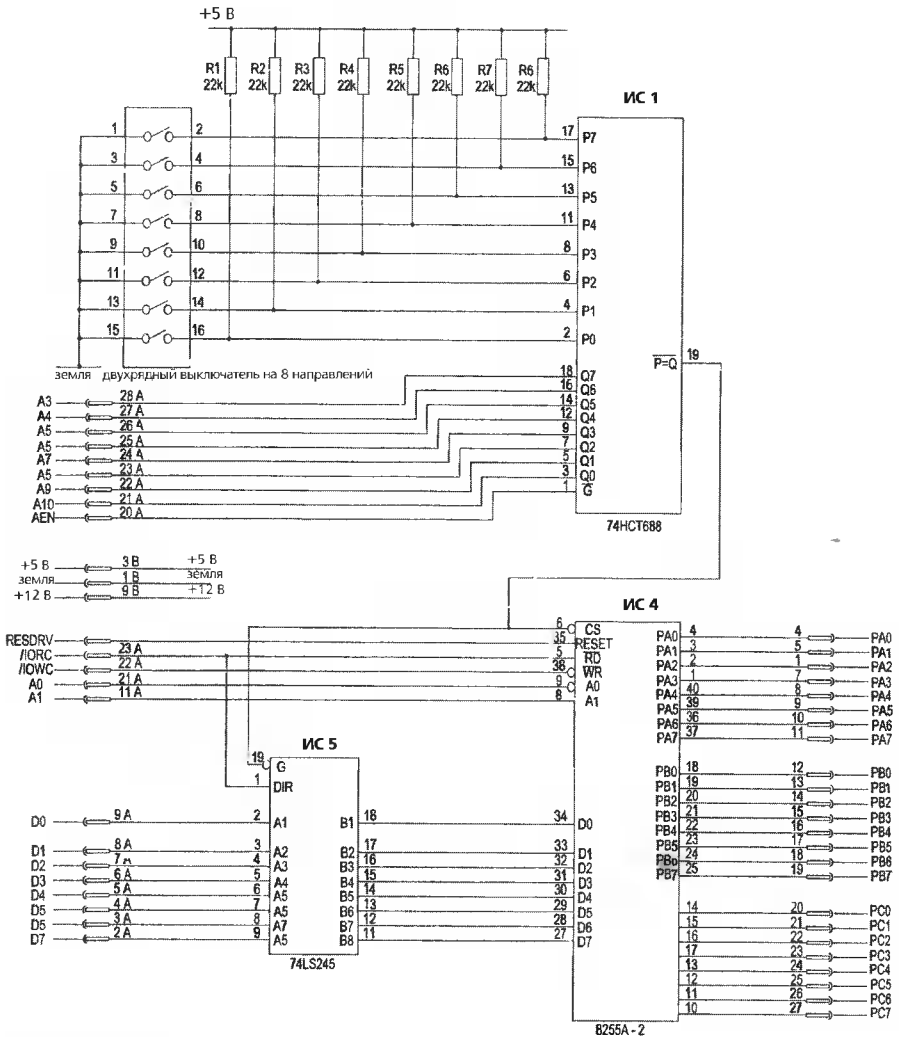 +5 В
R1 R2 R3 R4 R5 R6 R7 R6
22k 22k 22k 22k 22k 22k 22k 22k
ИС 1
1 2 17 P7
3 4 15 P6
5 6 13 P5
7 8 11 P4
9 10 8 P3
11 12 6 P2
13 14 4 P1
15 16 2 P0
P=Q 19
земля двухрядный выключатель на 8 направлений
A3 28 A 18 Q7
A4 27 A 16 Q6
A5 26 A 14 Q5
A5 25 A 12 Q4
A7 24 A 9 Q3
A5 23 A 7 Q2
A9 22 A 5 Q1
A10 21 A 3 Q0
AEN 20 A 1 G
74HCT688
+5 В 3 В +5 В
земля 1 В земля
+12 В 9 В +12 В
ИС 4
6 CS
RESDRV 35 RESET
/IORC 23 A 5 RD
/IOWC 22 A 36 WR
A0 21 A 9 A0
A1 11 A 8 A1
PA0 4 4 PA0
PA1 3 5 PA1
PA2 2 1 PA2
PA3 1 7 PA3
PA4 40 8 PA4
PA5 39 9 PA5
PA6 36 10 PA6
PA7 37 11 PA7
ИС 5
19 G
1 DIR
PB0 18 12 PB0
PB1 19 13 PB1
PB2 20 14 PB2
PB3 21 15 PB3
PB4 22 16 PB4
PB5 23 17 PB5
PB6 24 18 PB6
PB7 25 19 PB7
D0 9 A 2 A1 B1 18 34 D0
D1 8 A 3 A2 B2 17 33 D1
D2 7 A 4 A3 B3 16 32 D2
D3 6 A 5 A4 B4 15 31 D3
D4 5 A 6 A5 B5 14 30 D4
D5 4 A 7 A5 B6 13 29 D5
D5 3 A 8 A7 B7 12 28 D6
D7 2 A 9 A5 B8 11 27 D7
74LS245
14 20 PC0
15 21 PC1
16 22 PC2
17 23 PC3
13 24 PC4
12 25 PC5
11 26 PC6
10 27 PC7
8255A - 2